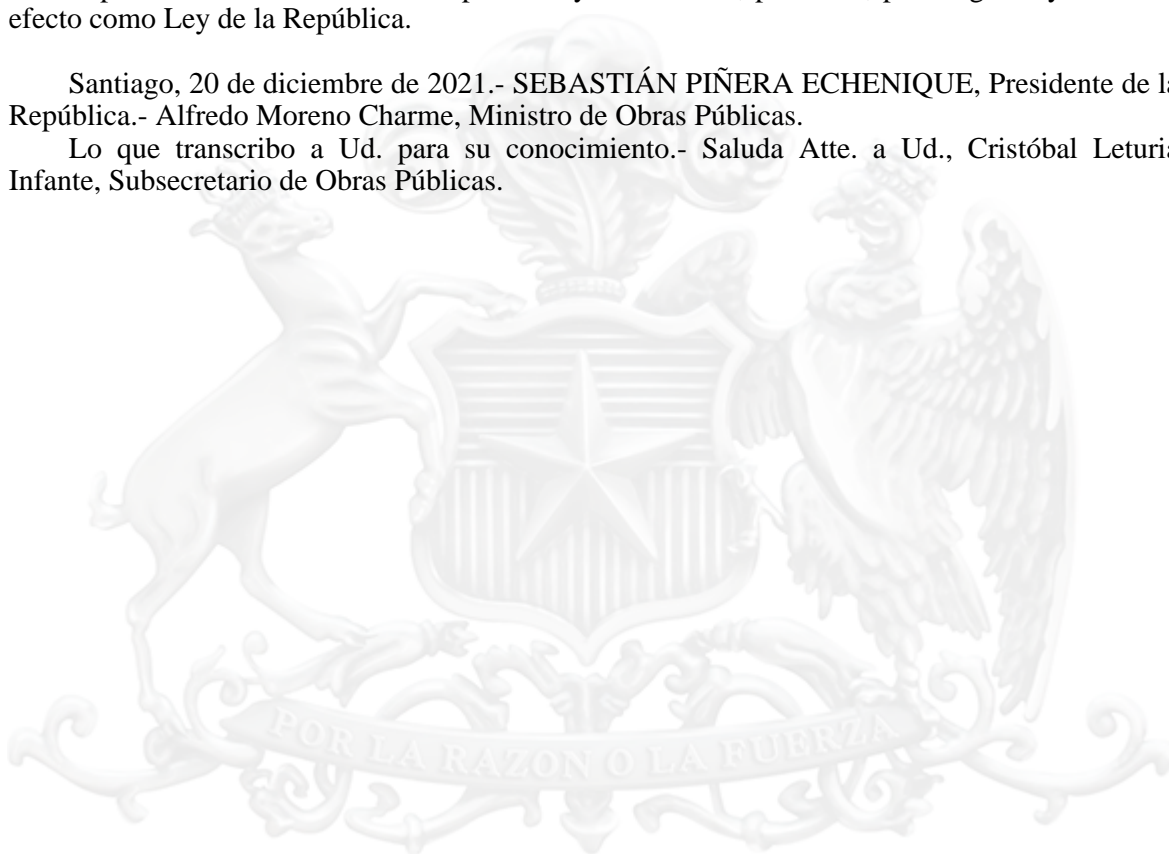 efecto como Ley de la República.
Santiago, 20 de diciembre de 2021.- SEBASTIÁN PIÑERA ECHENIQUE, Presidente de la
República.- Alfredo Moreno Charme, Ministro de Obras Públicas.
Lo que transcribo a Ud. para su conocimiento.- Saluda Atte. a Ud., Cristóbal Leturia
Infante, Subsecretario de Obras Públicas.
POR LA RAZON O LA FUERZA